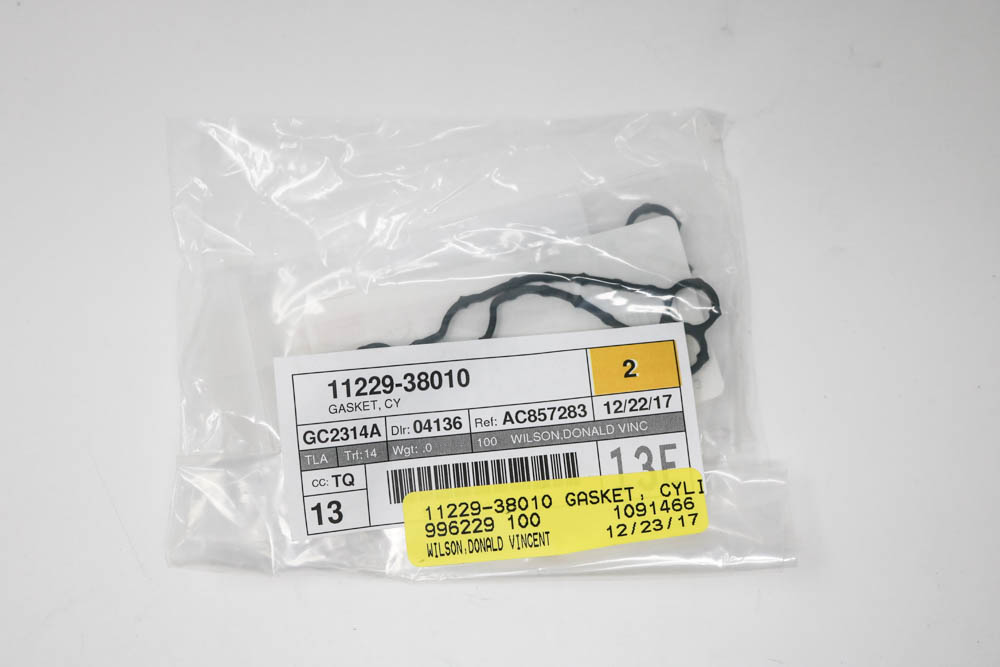 11229-38010
GASKET, CY
2
GC2314A Dlr: 04136 Ref: AC857283 12/22/17
TLA Trf:14 Wgt: .0 100 WILSON,DONALD VINC
CC: TQ
13
11229-38010 GASKET, CYLI
996229 100 1091466
WILSON,DONALD VINCENT 12/23/17